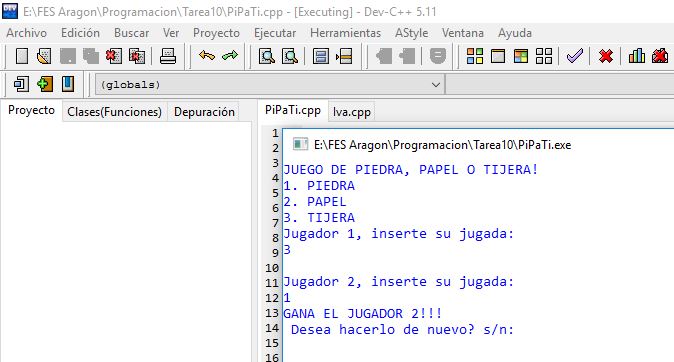 E:\FES Aragon\Programacion\Tarea10\PiPaTi.cpp - [Executing] - Dev-C++ 5.11
Archivo Edición Buscar Ver Proyecto Ejecutar Herramientas AStyle Ventana Ayuda
(globals)
Proyecto Clases(Funciones) Depuración
PiPaTi.cpp Iva.cpp
1
2
3
4
5
6
7
8
9
10
11
12
13
14
15
16
E:\FES Aragon\Programacion\Tarea10\PiPaTi.exe
JUEGO DE PIEDRA, PAPEL O TIJERA!
1. PIEDRA
2. PAPEL
3. TIJERA
Jugador 1, inserte su jugada:
3
Jugador 2, inserte su jugada:
1
GANA EL JUGADOR 2!!!
Desea hacerlo de nuevo? s/n: